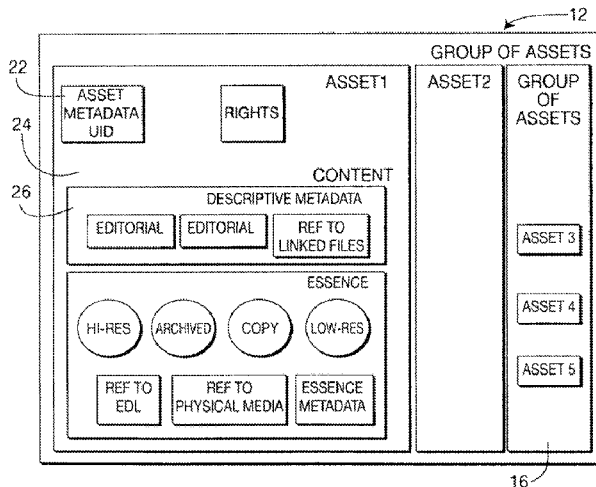 12
GROUP OF ASSETS
22
ASSET
METADATA
UID
RIGHTS
ASSET1
24
CONTENT
26
DESCRIPTIVE METADATA
EDITORIAL
EDITORIAL
REF TO
LINKED FILES
ESSENCE
HI-RES
ARCHIVED
COPY
LOW-RES
REF TO
EDL
REF TO
PHYSICAL MEDIA
ESSENCE
METADATA
ASSET2
GROUP
OF
ASSETS
ASSET 3
ASSET 4
ASSET 5
16